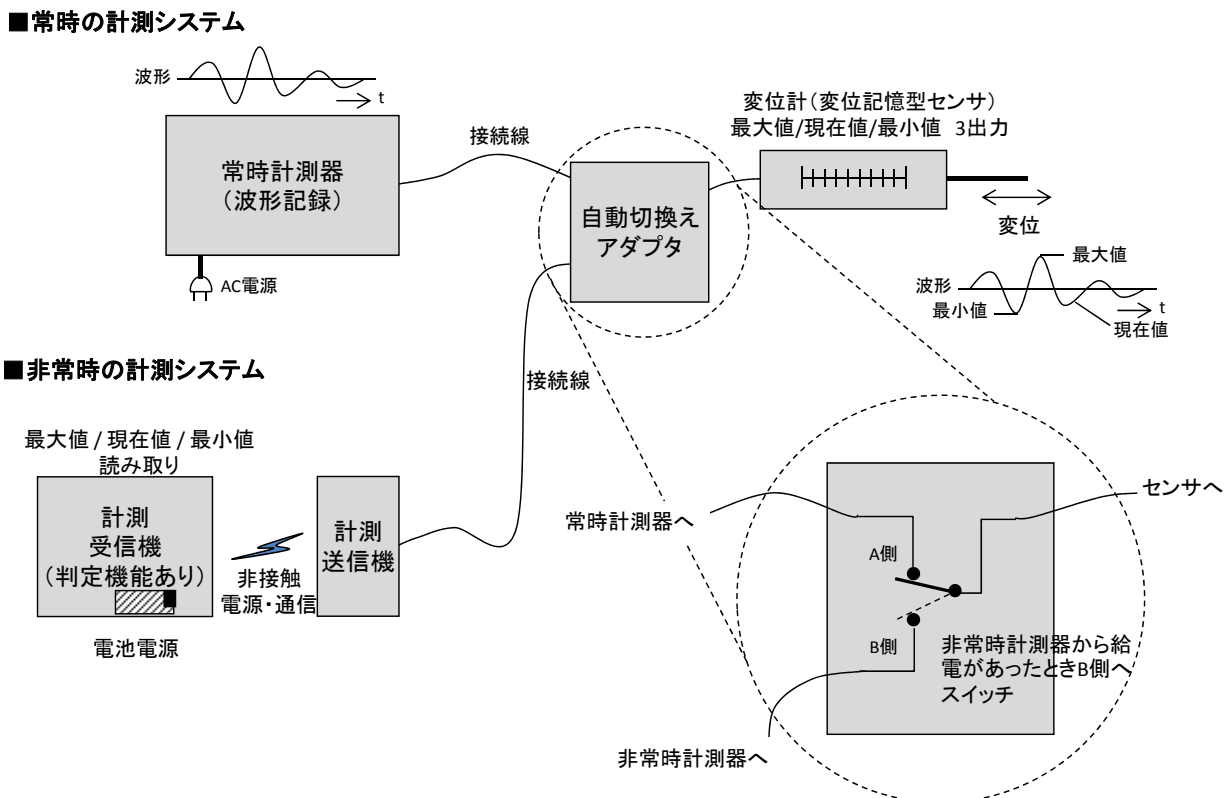 ■常時の計測システム
波形
t
常時計測器
（波形記録）
AC電源
接続線
自動切換え
アダプタ
変位計（変位記憶型センサ）
最大値/現在値/最小値 3出力
変位
波形
最大値
最小値
t
現在値
■非常時の計測システム
最大値 / 現在値 / 最小値
読み取り
計測
受信機
（判定機能あり）
電池電源
非接触
電源・通信
計測
送信機
接続線
常時計測器へ
センサへ
A側
B側
非常時計測器から給
電があったときB側へ
スイッチ
非常時計測器へ